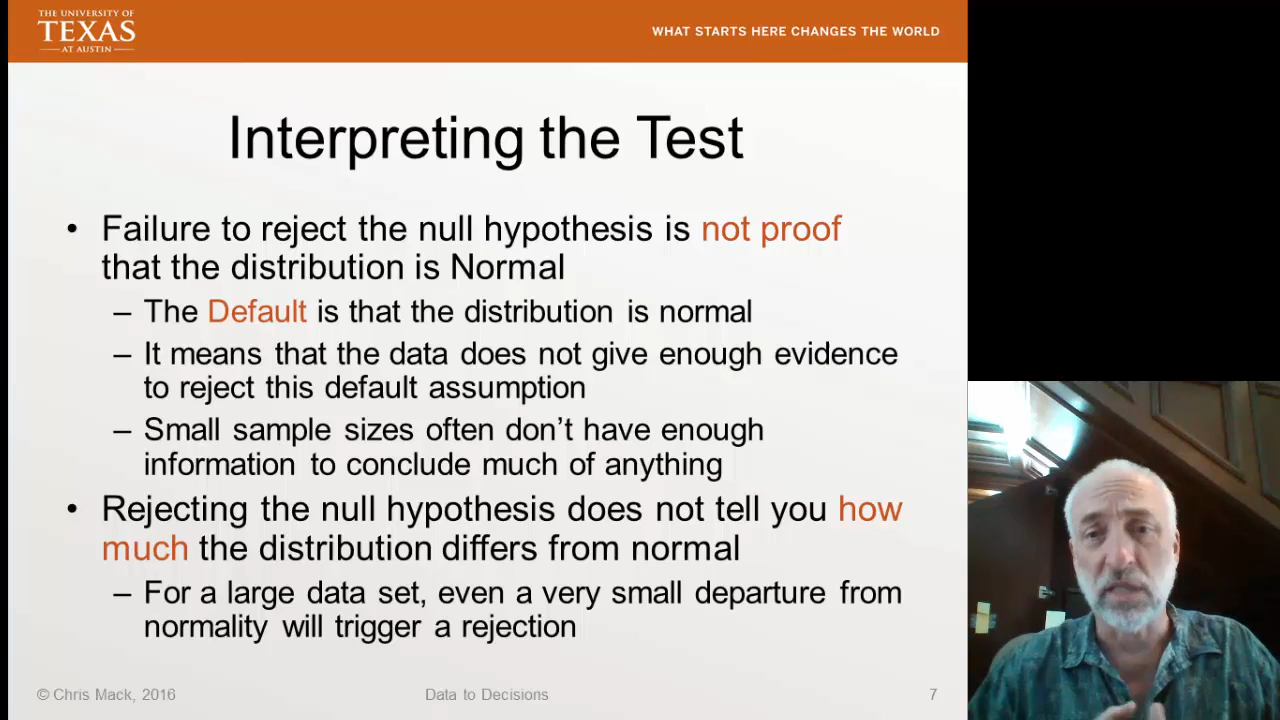 THE UNIVERSITY OF
TEXAS
AT AUSTIN
WHAT STARTS HERE CHANGES THE WORLD
Interpreting the Test
• Failure to reject the null hypothesis is not proof
that the distribution is Normal
– The Default is that the distribution is normal
– It means that the data does not give enough evidence
to reject this default assumption
– Small sample sizes often don't have enough
information to conclude much of anything
• Rejecting the null hypothesis does not tell you how
much the distribution differs from normal
– For a large data set, even a very small departure from
normality will trigger a rejection
© Chris Mack, 2016
Data to Decisions
7